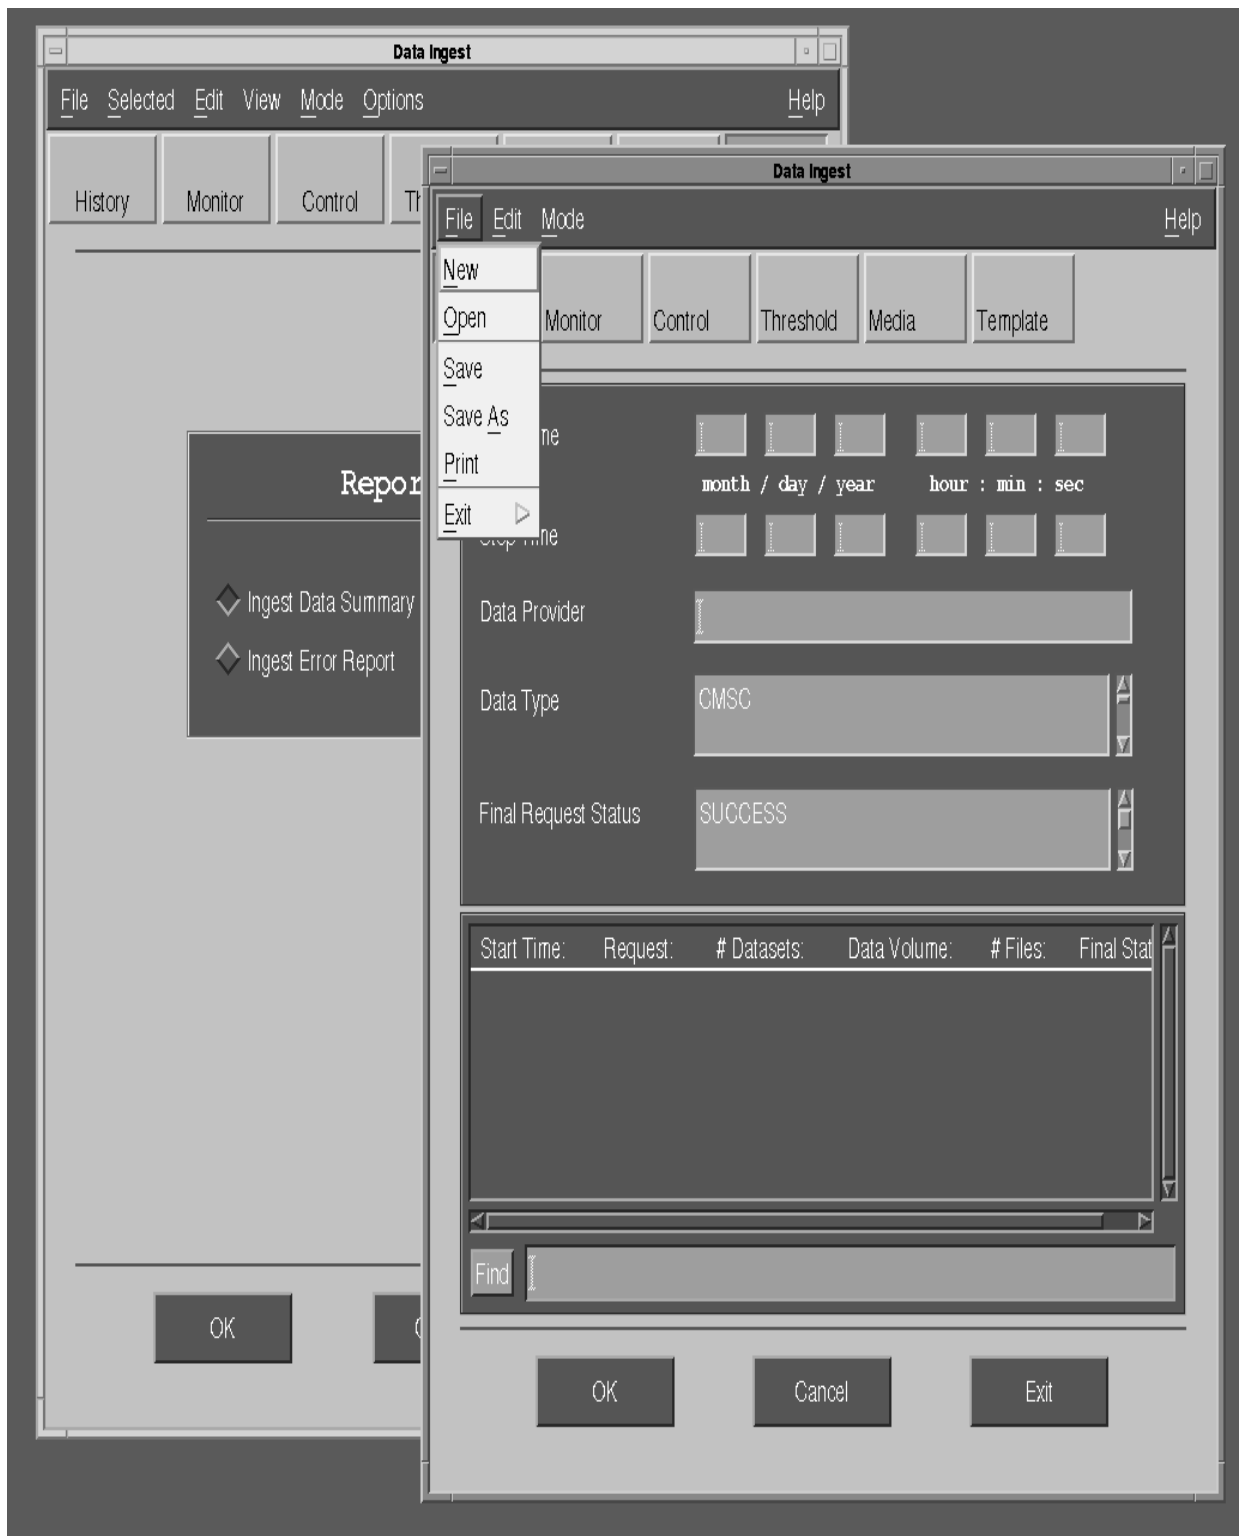 Data Ingest
File Selected Edit View Mode Options Help
History Monitor Control
Data Ingest
File Edit Mode Help
New
Open
Save
Save As
Print
Exit
Monitor Control Threshold Media Template
month / day / year hour : min : sec
Stop Time
Data Provider
Data Type CMSC
Final Request Status SUCCESS
Repor
Ingest Data Summary
Ingest Error Report
Start Time: Request: # Datasets: Data Volume: # Files: Final Stat
Find
OK
OK Cancel Exit